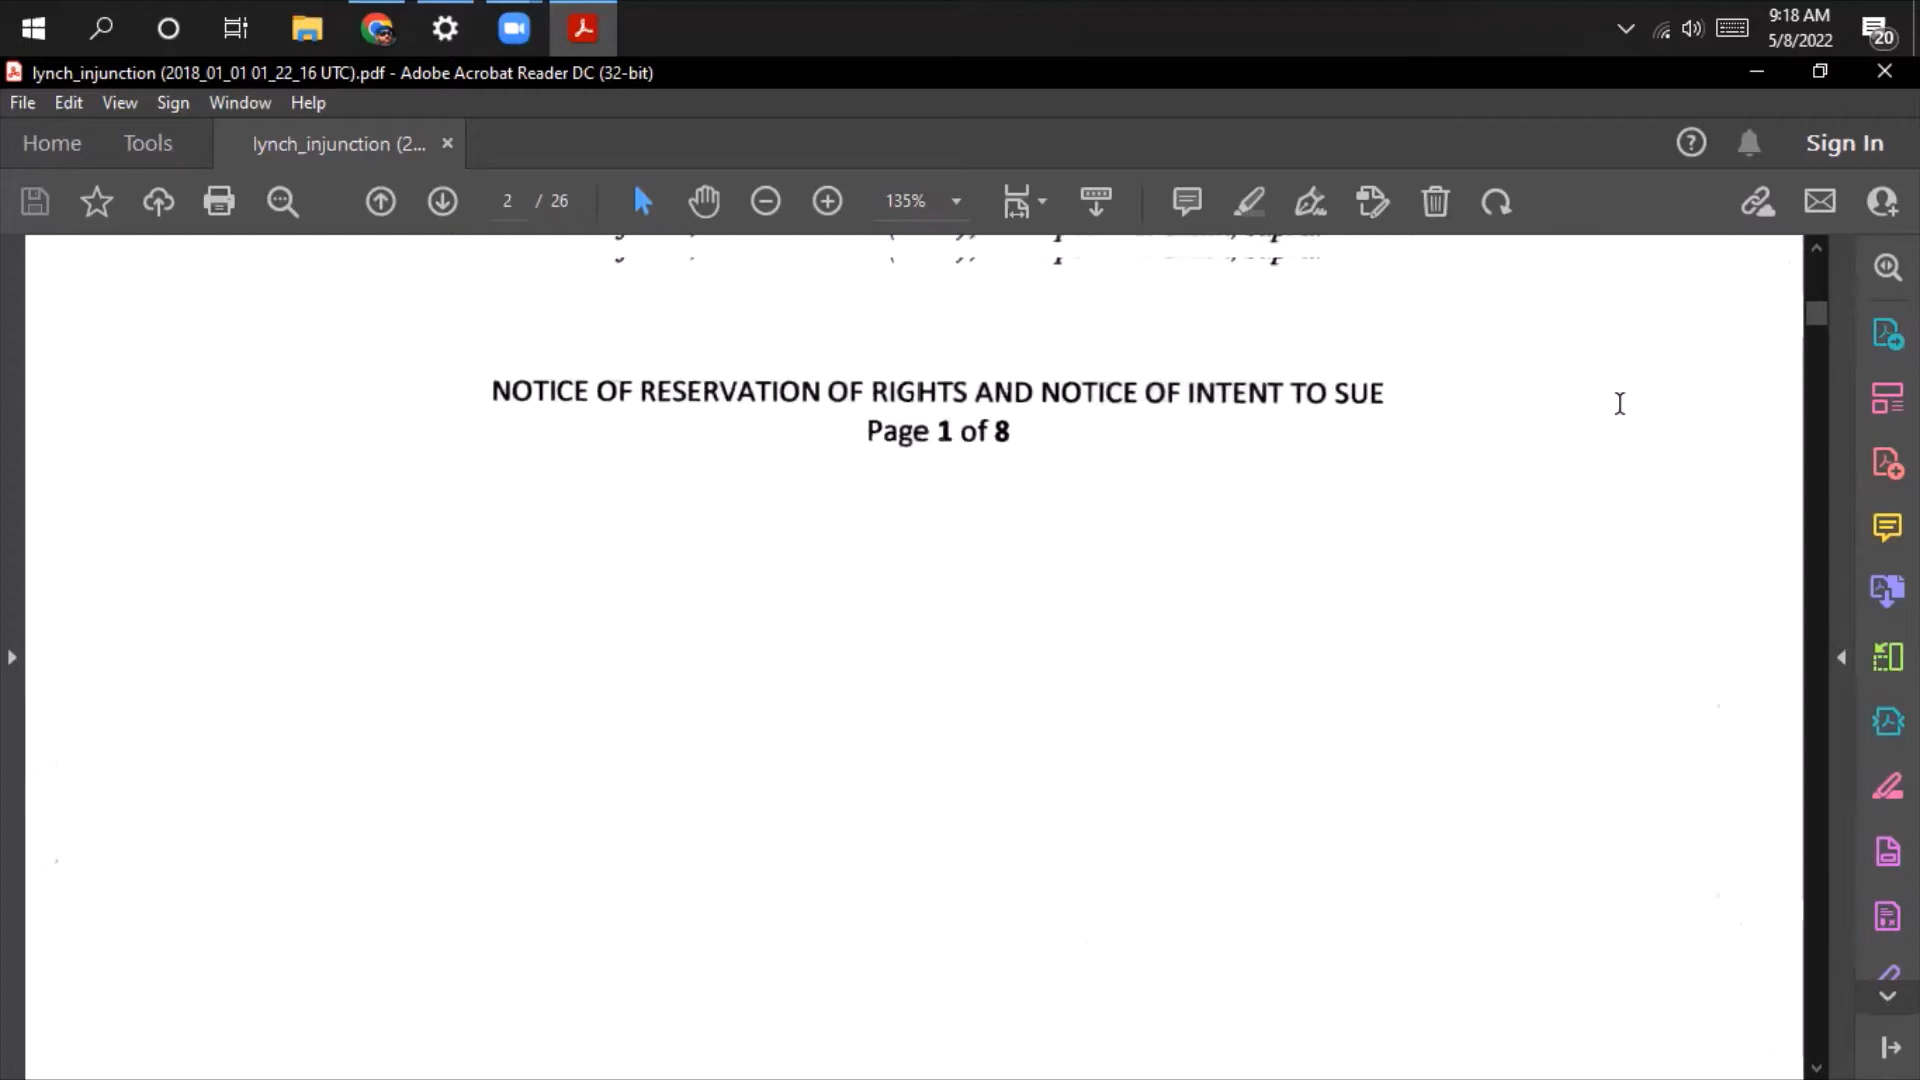 9:18 AM
5/8/2022
20
lynch_injunction (2018_01_01 01_22_16 UTC).pdf - Adobe Acrobat Reader DC (32-bit)
File Edit View Sign Window Help
Home Tools lynch_injunction (2... × Sign In
2 / 26 135%
NOTICE OF RESERVATION OF RIGHTS AND NOTICE OF INTENT TO SUE
Page 1 of 8